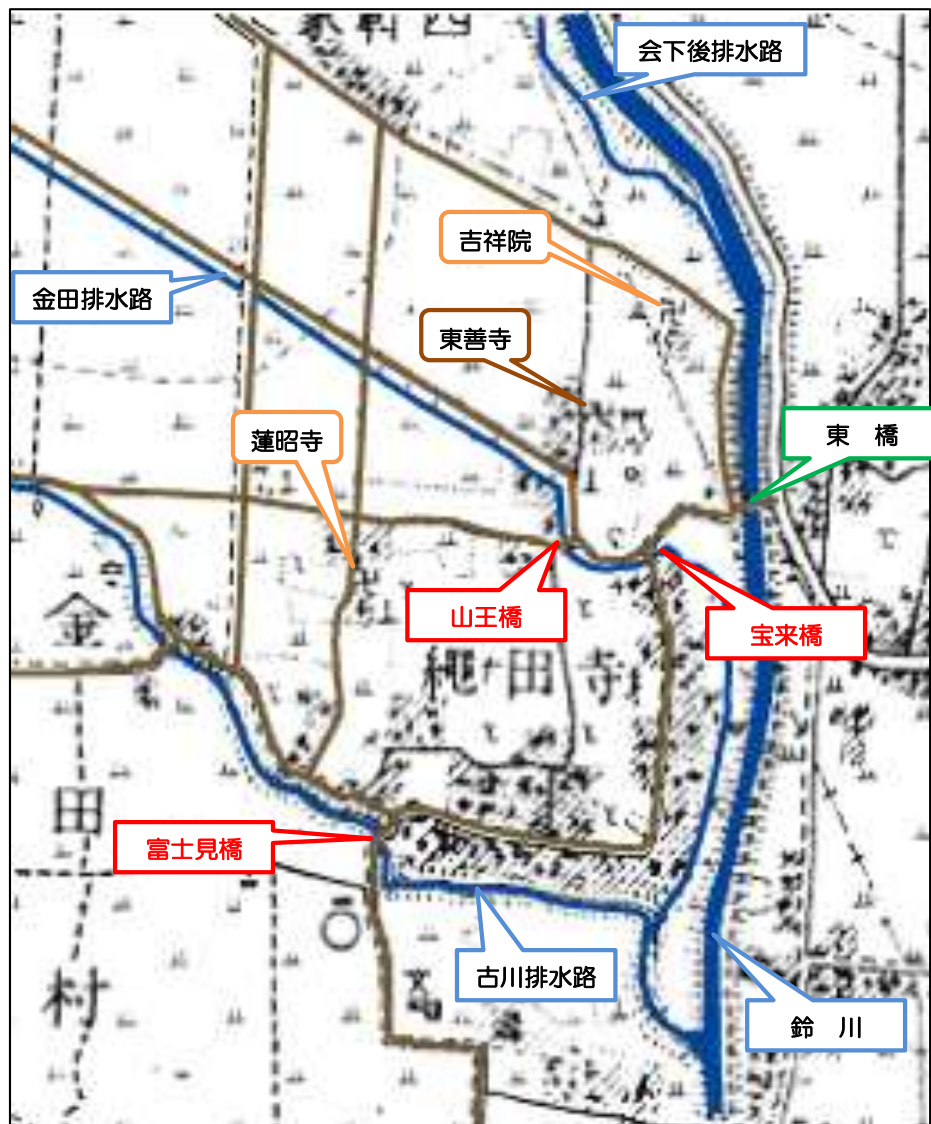 会下後排水路
吉祥院
金田排水路
東善寺
東　橋
蓮昭寺
山王橋
宝来橋
金
縄田寺
田
富士見橋
古川排水路
村
鈴　川